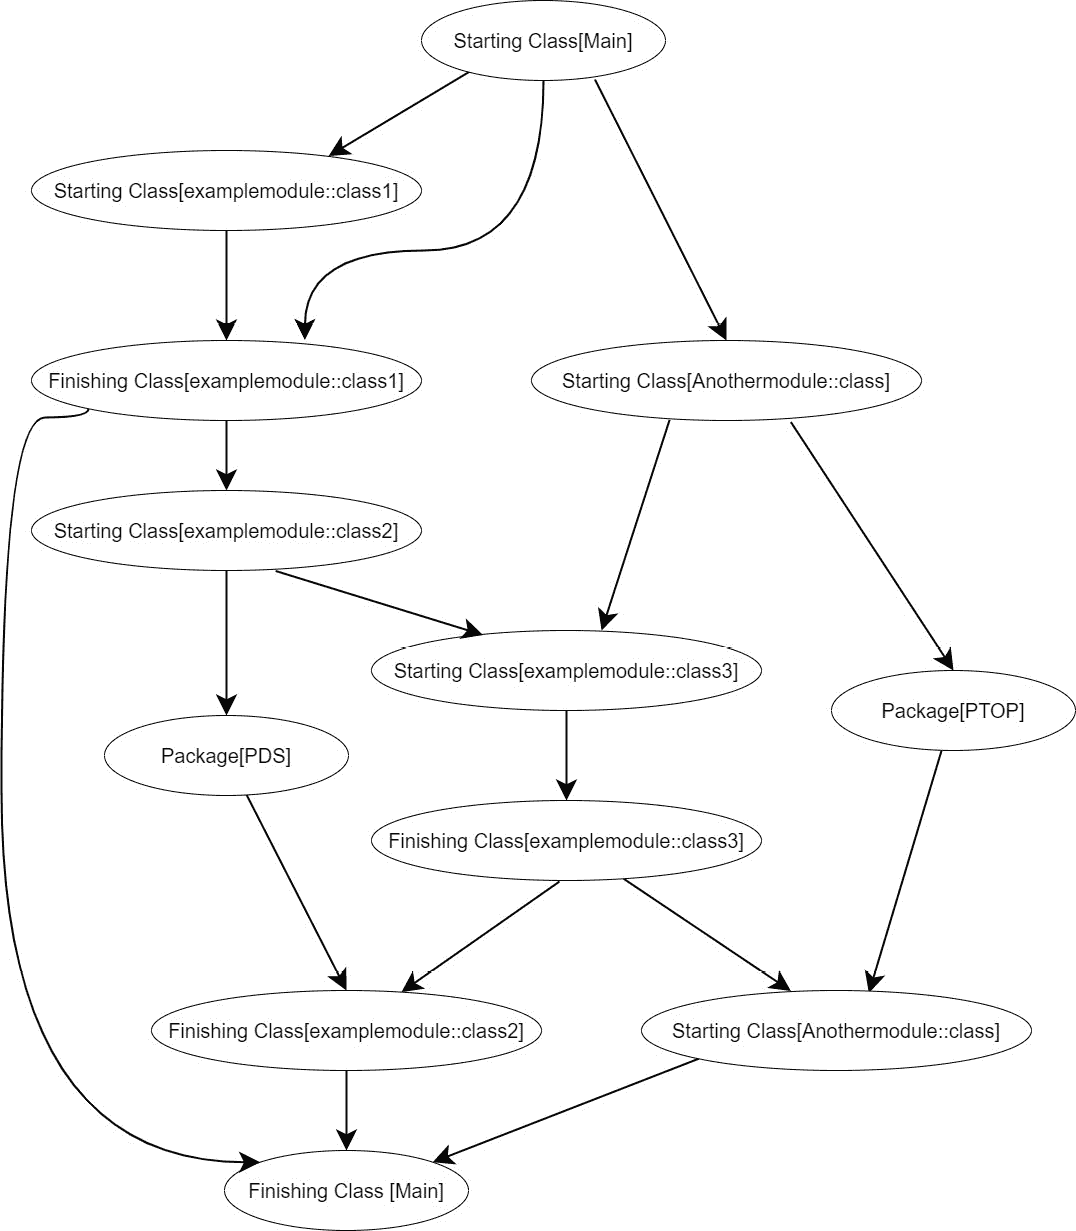 Starting Class[Main]
Starting Class[examplemodule::class1]
Finishing Class[examplemodule::class1]
Starting Class[Anothermodule::class]
Starting Class[examplemodule::class2]
Starting Class[examplemodule::class3]
Package[PTOP]
Package[PDS]
Finishing Class[examplemodule::class3]
Finishing Class[examplemodule::class2]
Starting Class[Anothermodule::class]
Finishing Class [Main]